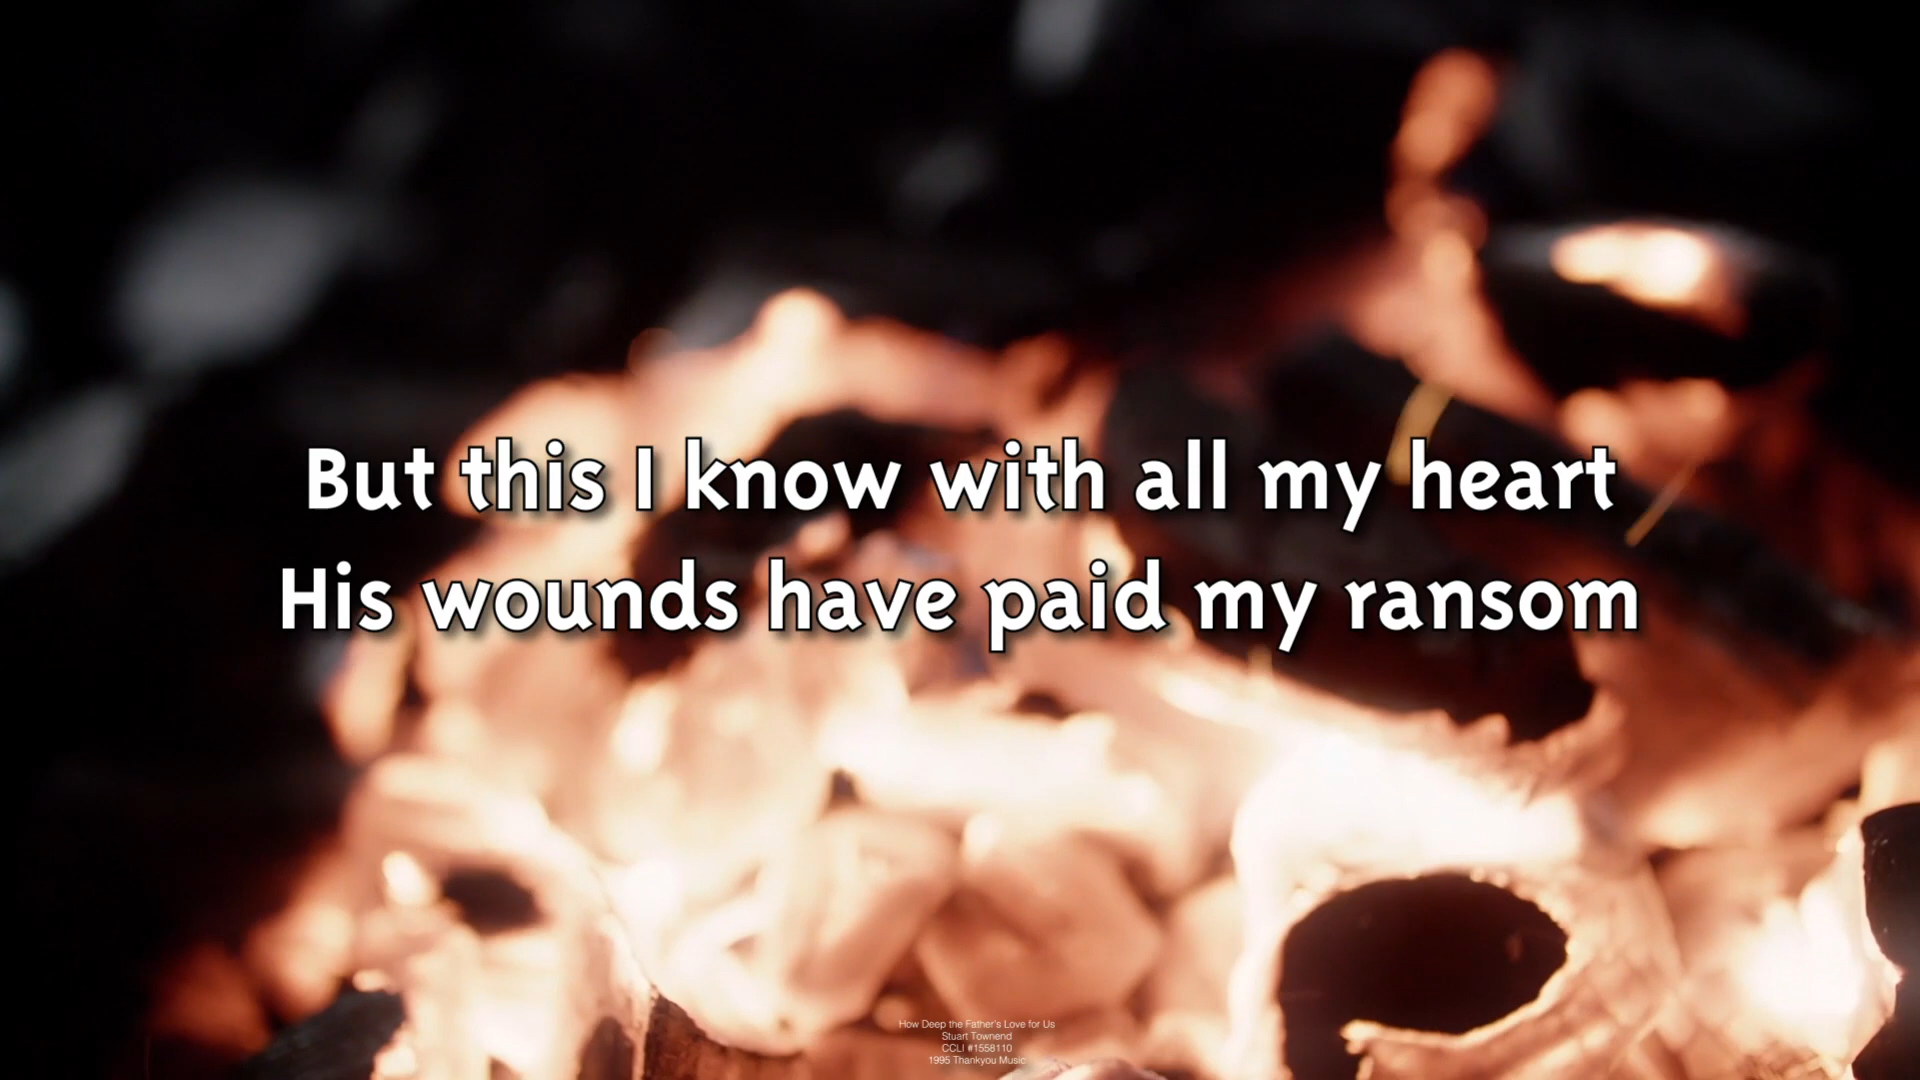 But this I know with all my heart
His wounds have paid my ransom
How Deep the Father's Love for Us
Stuart Townend
CCLI #1558110
1995 Thankyou Music